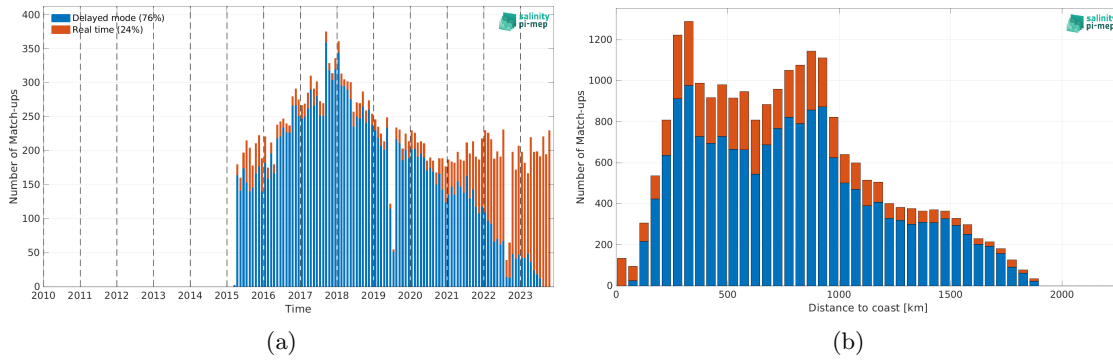 400
350
300
250
200
150
100
50
0
Number of Match-ups
Delayed mode (76%)
Real time (24%)
salinity
pi-mep
2010 2011 2012 2013 2014 2015 2016 2017 2018 2019 2020 2021 2022 2023
Time
(a)
1200
1000
800
600
400
200
0
Number of Match-ups
salinity
pi-mep
0 500 1000 1500 2000
Distance to coast [km]
(b)